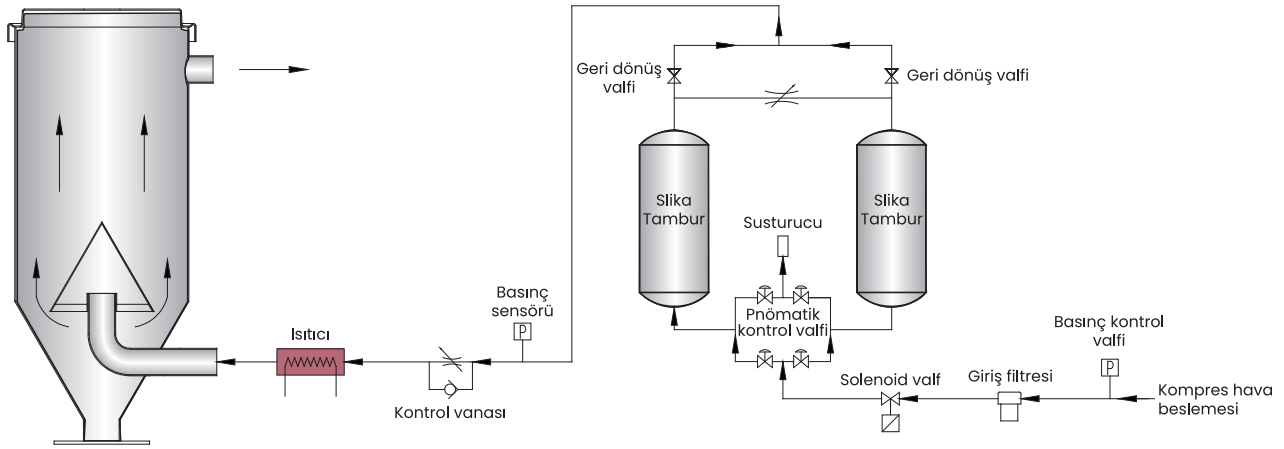 Geri dönüş
valfi
Geri dönüş valfi
Slika
Tambur
Slika
Tambur
Susturucu
Basınç
sensörü
P
Pnömatik
kontrol valfi
Isıtıcı
Basınç kontrol
valfi
P
Kontrol vanası
Solenoid valf
Giriş filtresi
Kompres hava
beslemesi